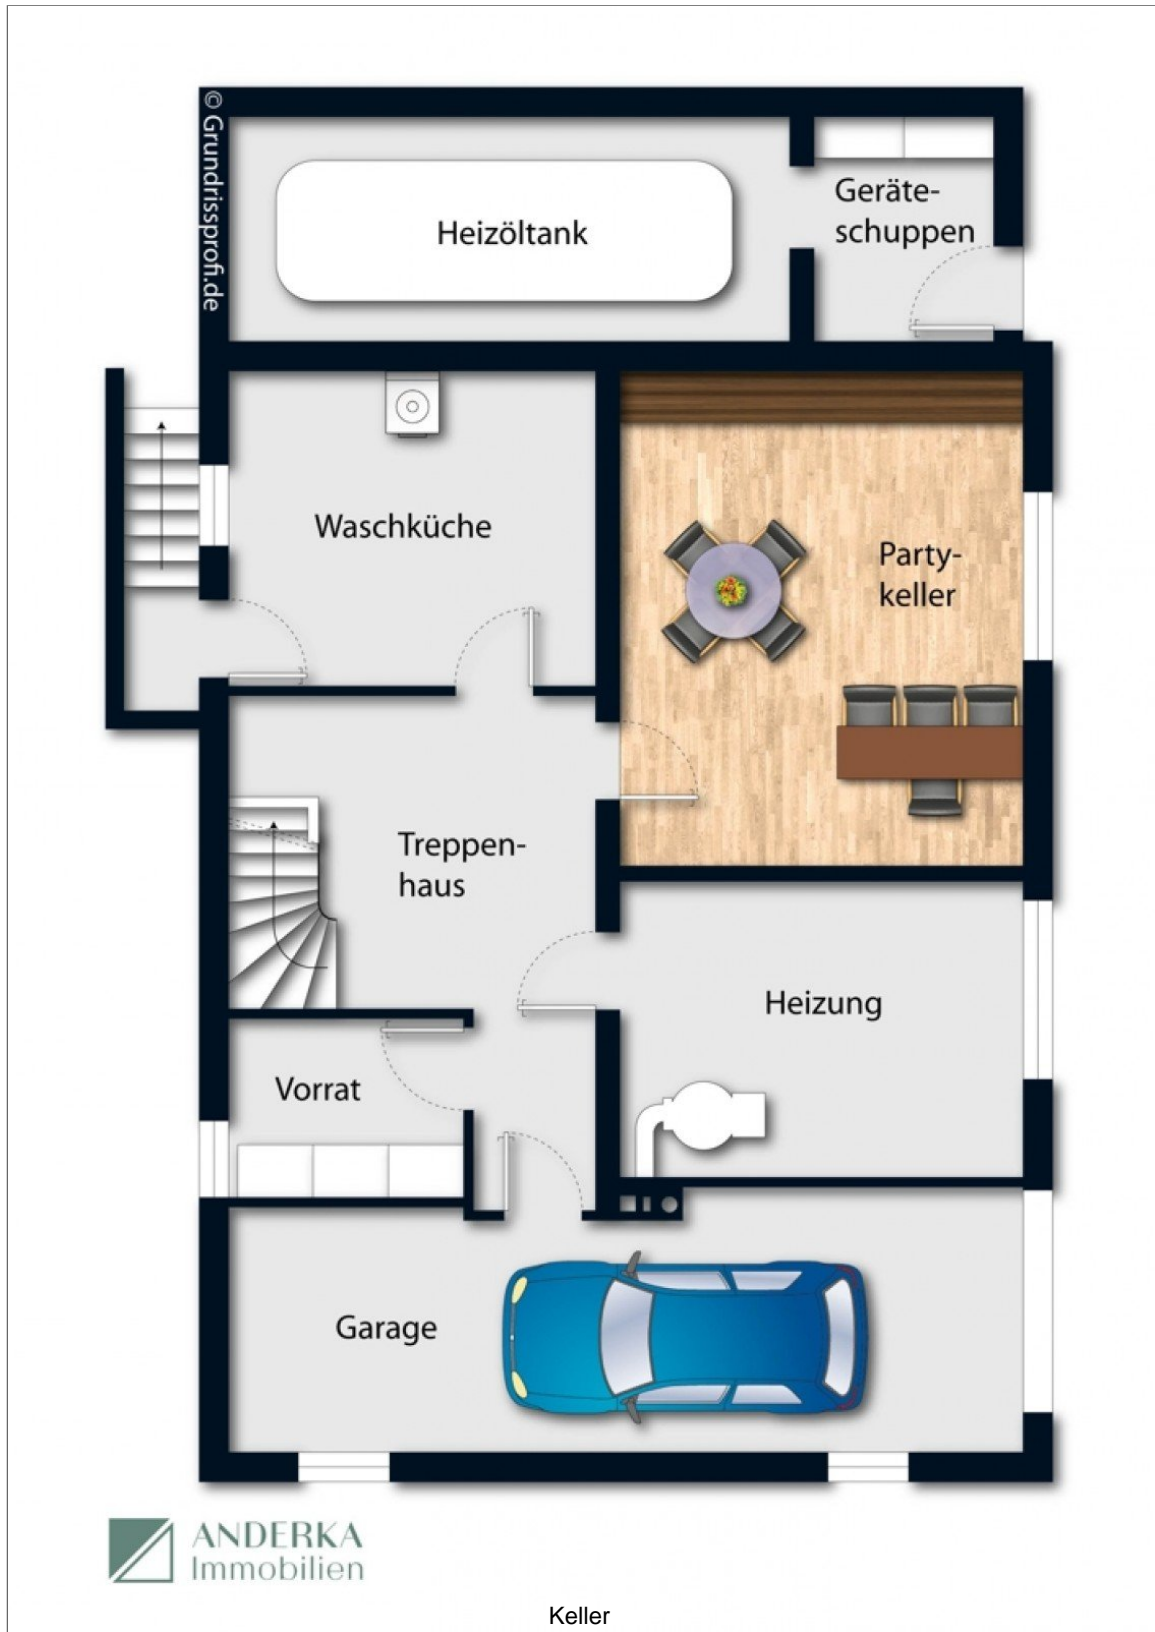 © Grundrissprofi.de
Heizöltank
Geräte-
schuppen
Waschküche
Party-
keller
Treppen-
haus
Heizung
Vorrat
Garage
ANDERKA
Immobilien
Keller